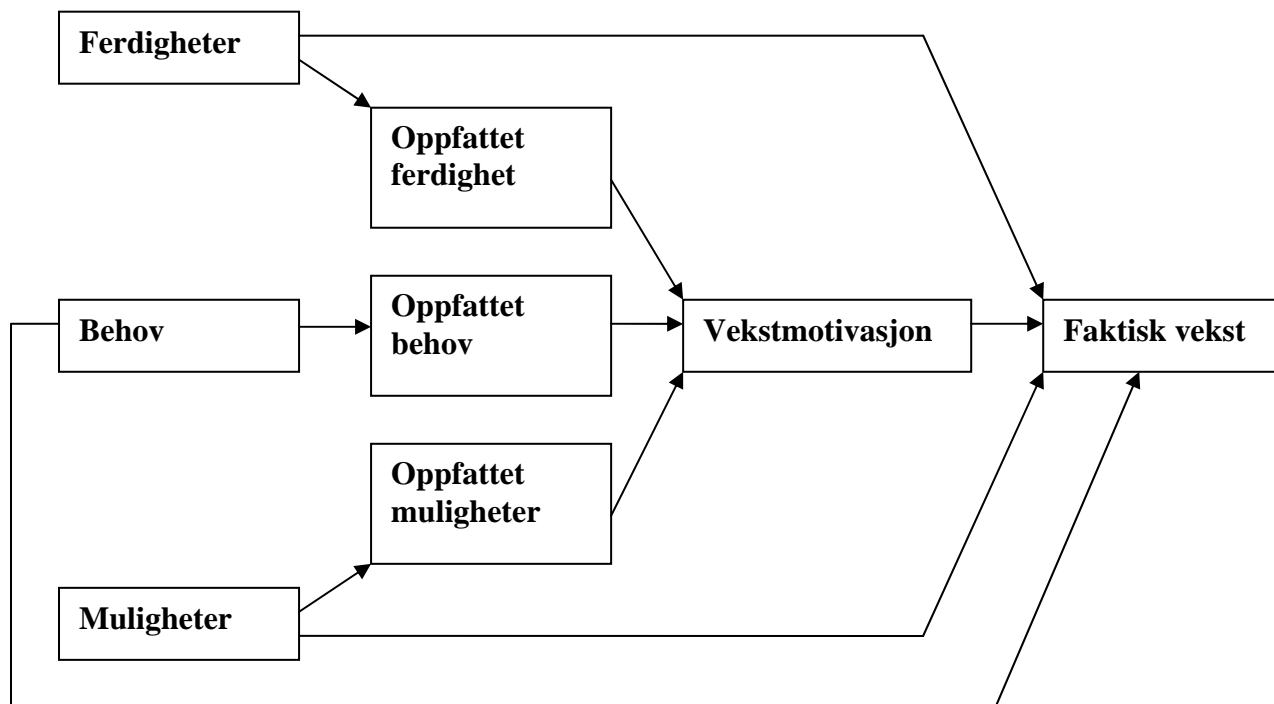 Ferdigheter
Oppfattet
ferdighet
Oppfattet
behov
Behov
Vekstmotivasjon
Faktisk vekst
Oppfattet
muligheter
Muligheter